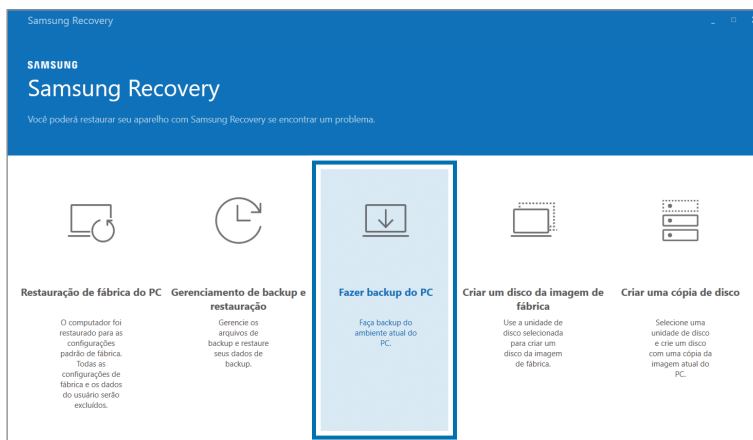 Samsung Recovery
SAMSUNG
Samsung Recovery
Você poderá restaurar seu aparelho com Samsung Recovery se encontrar um problema.
Restauração de fábrica do PC
O computador foi
restaurado para as
configurações
padrão de fábrica.
Todas as
configurações de
fábrica e os dados
do usuário serão
excluídos.
Gerenciamento de backup e
restauração
Gerencie os
arquivos de
backup e restaure
seus dados de
backup.
Fazer backup do PC
Faça backup do
ambiente atual do
PC.
Criar um disco da imagem de
fábrica
Use a unidade de
disco selecionada
para criar um
disco da imagem
de fábrica.
Criar uma cópia de disco
Selecione uma
unidade de disco
e crie um disco
com uma cópia da
imagem atual do
PC.